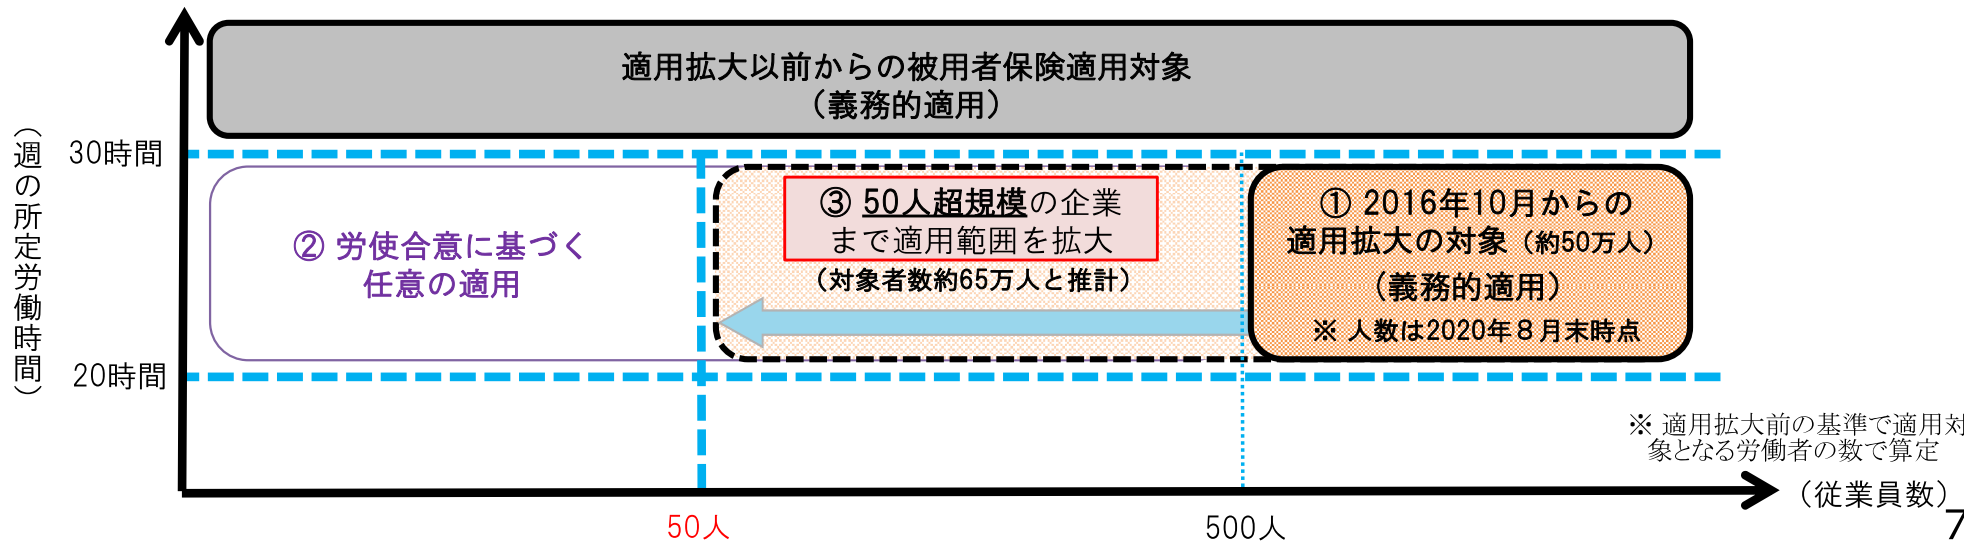 適用拡大以前からの被用者保険適用対象
（義務的適用）
（週の所定労働時間）
30時間
② 労使合意に基づく
任意の適用
③ 50人超規模の企業
まで適用範囲を拡大
（対象者数約65万人と推計）
① 2016年10月からの
適用拡大の対象（約50万人）
（義務的適用）
※ 人数は2020年８月末時点
20時間
※ 適用拡大前の基準で適用対
象となる労働者の数で算定
（従業員数）
50人
500人
7